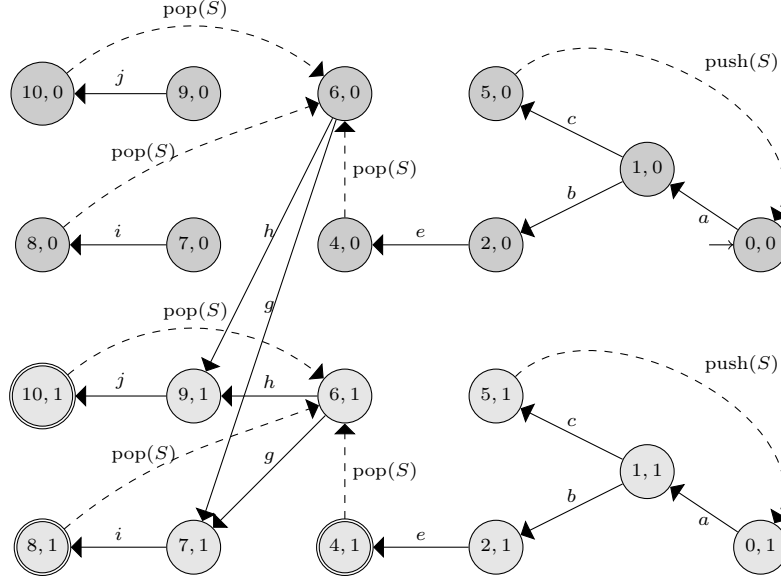 pop(S)
push(S)
10, 0
j
9, 0
6, 0
5, 0
c
pop(S)
pop(S)
1, 0
b
a
8, 0
i
7, 0
h
4, 0
e
2, 0
0, 0
g
pop(S)
push(S)
10, 1
j
9, 1
h
6, 1
5, 1
c
pop(S)
g
pop(S)
1, 1
b
a
8, 1
i
7, 1
4, 1
e
2, 1
0, 1